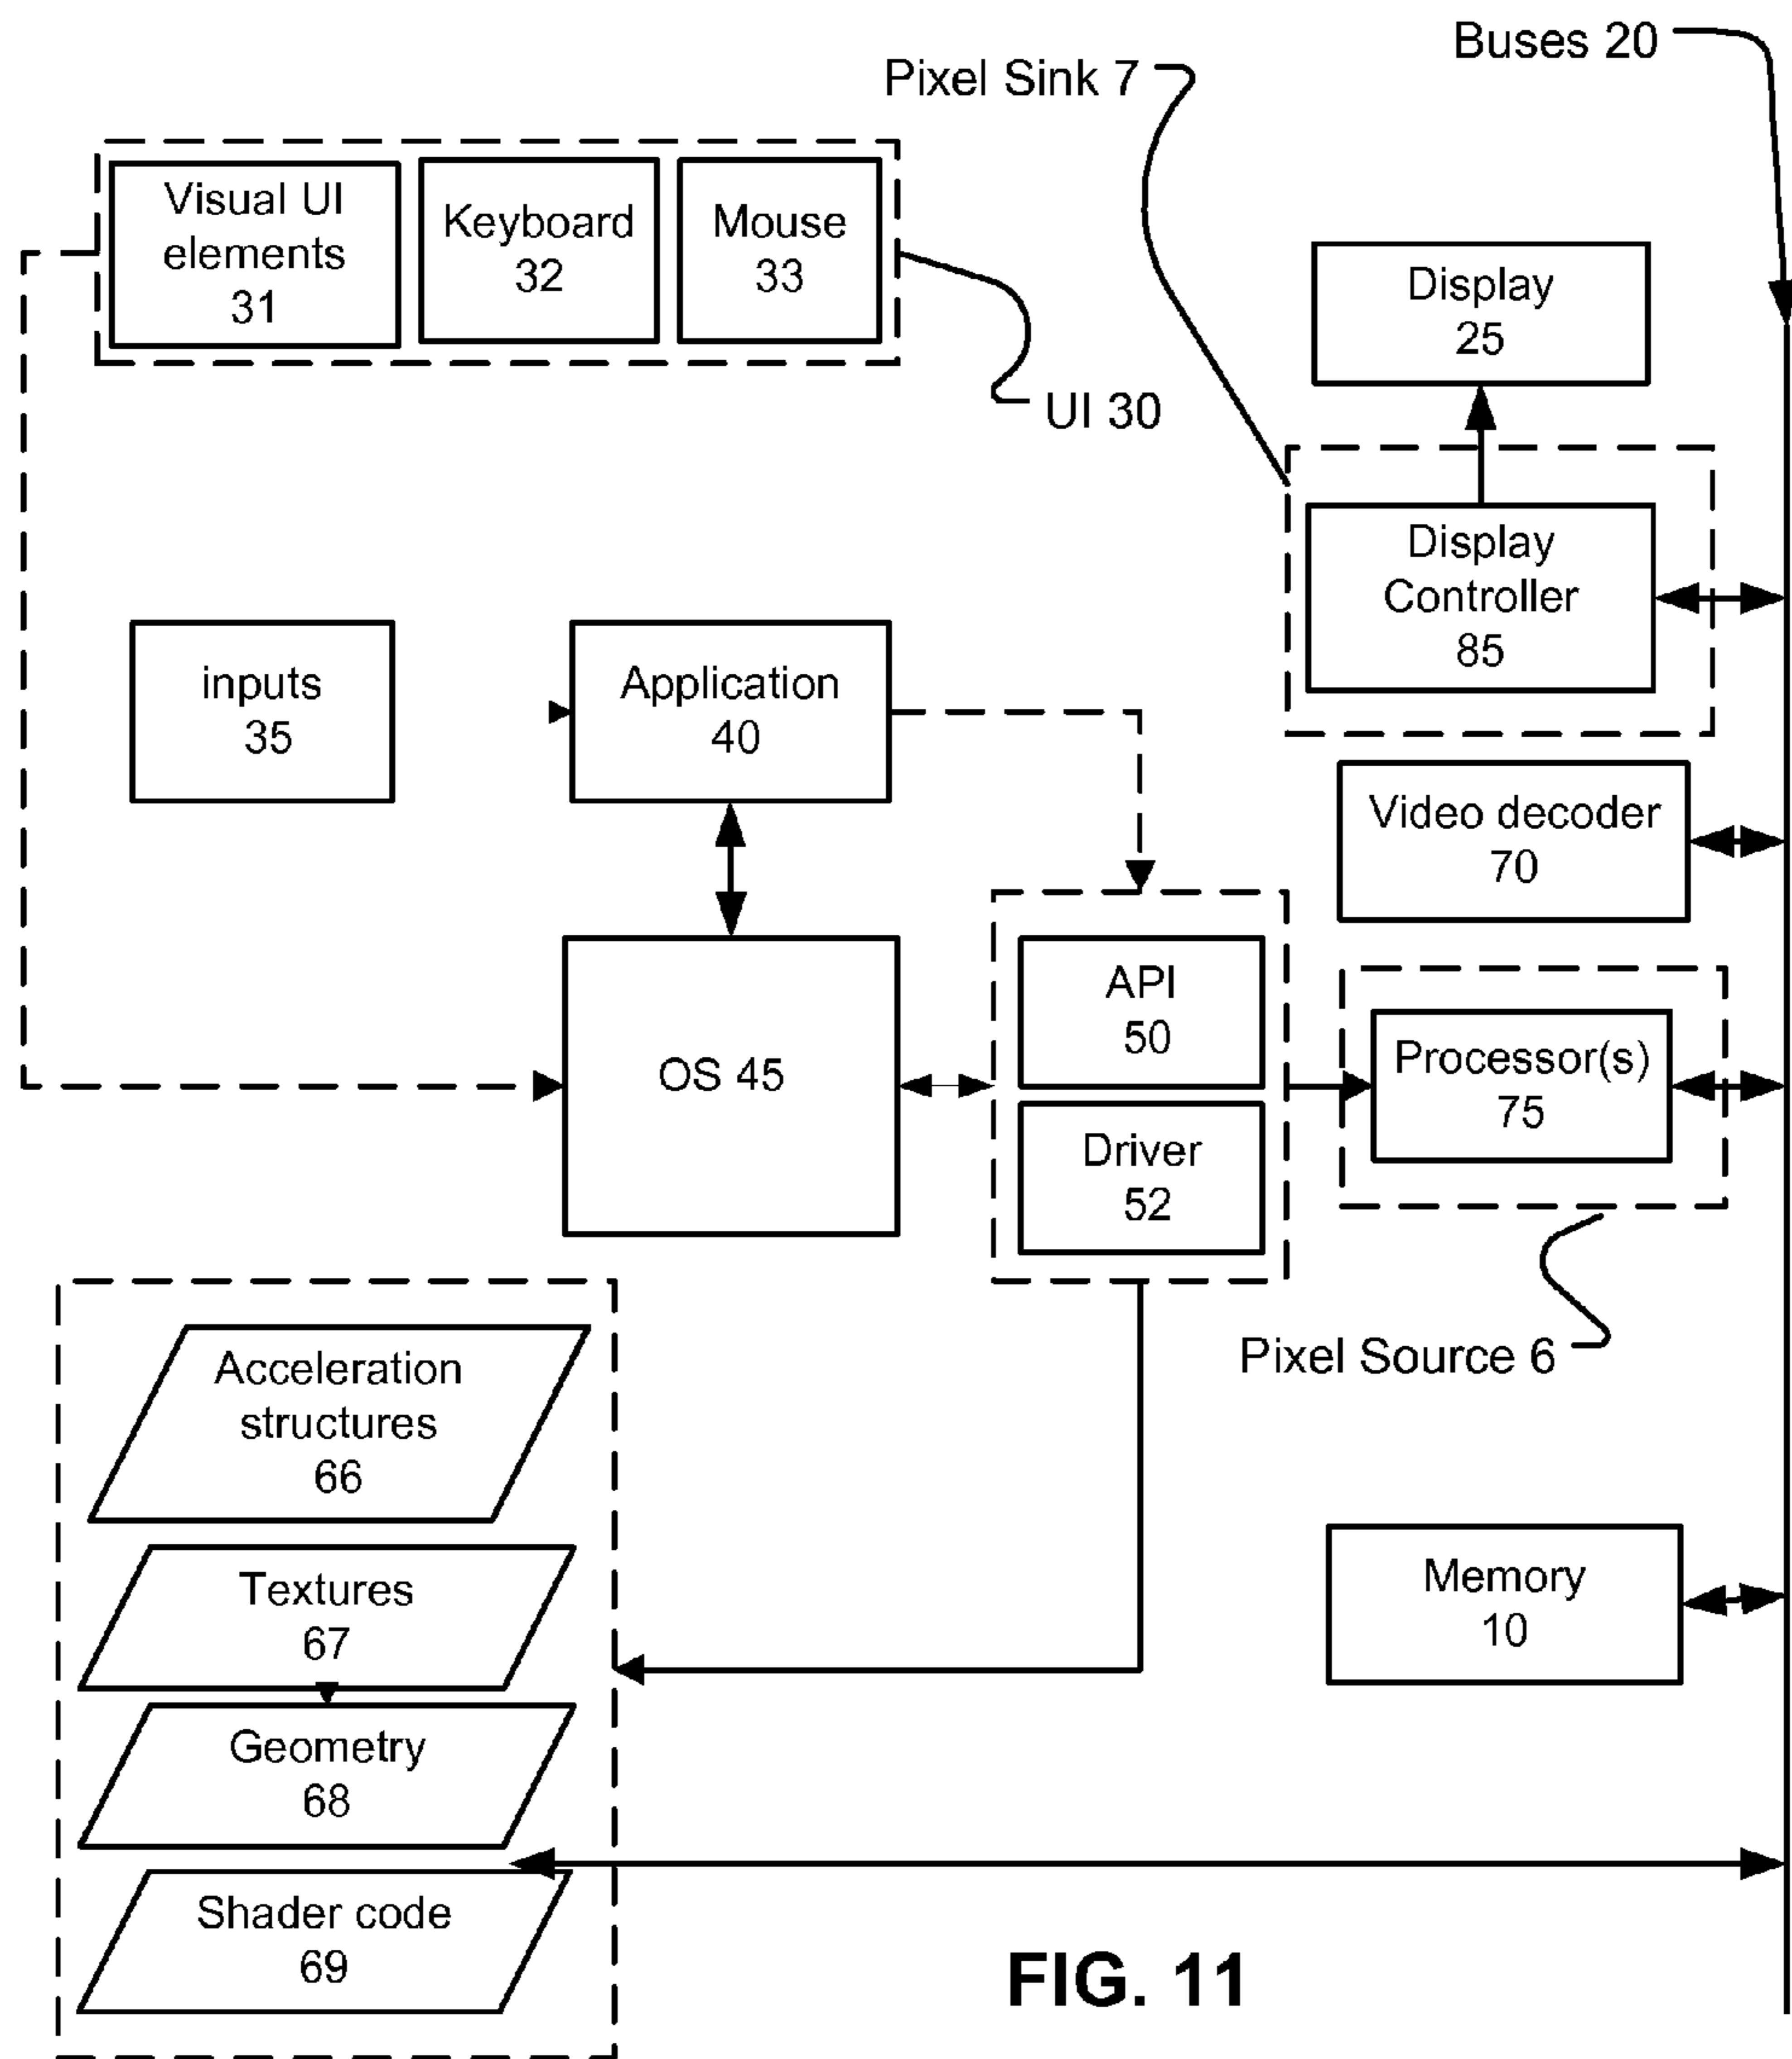 Buses 20
Pixel Sink 7
Visual UI
elements
31
Keyboard
32
Mouse
33
UI 30
Display
25
Display
Controller
85
inputs
35
Application
40
Video decoder
70
OS 45
API
50
Driver
52
Processor(s)
75
Pixel Source 6
Acceleration
structures
66
Textures
67
Geometry
68
Shader code
69
Memory
10
FIG. 11